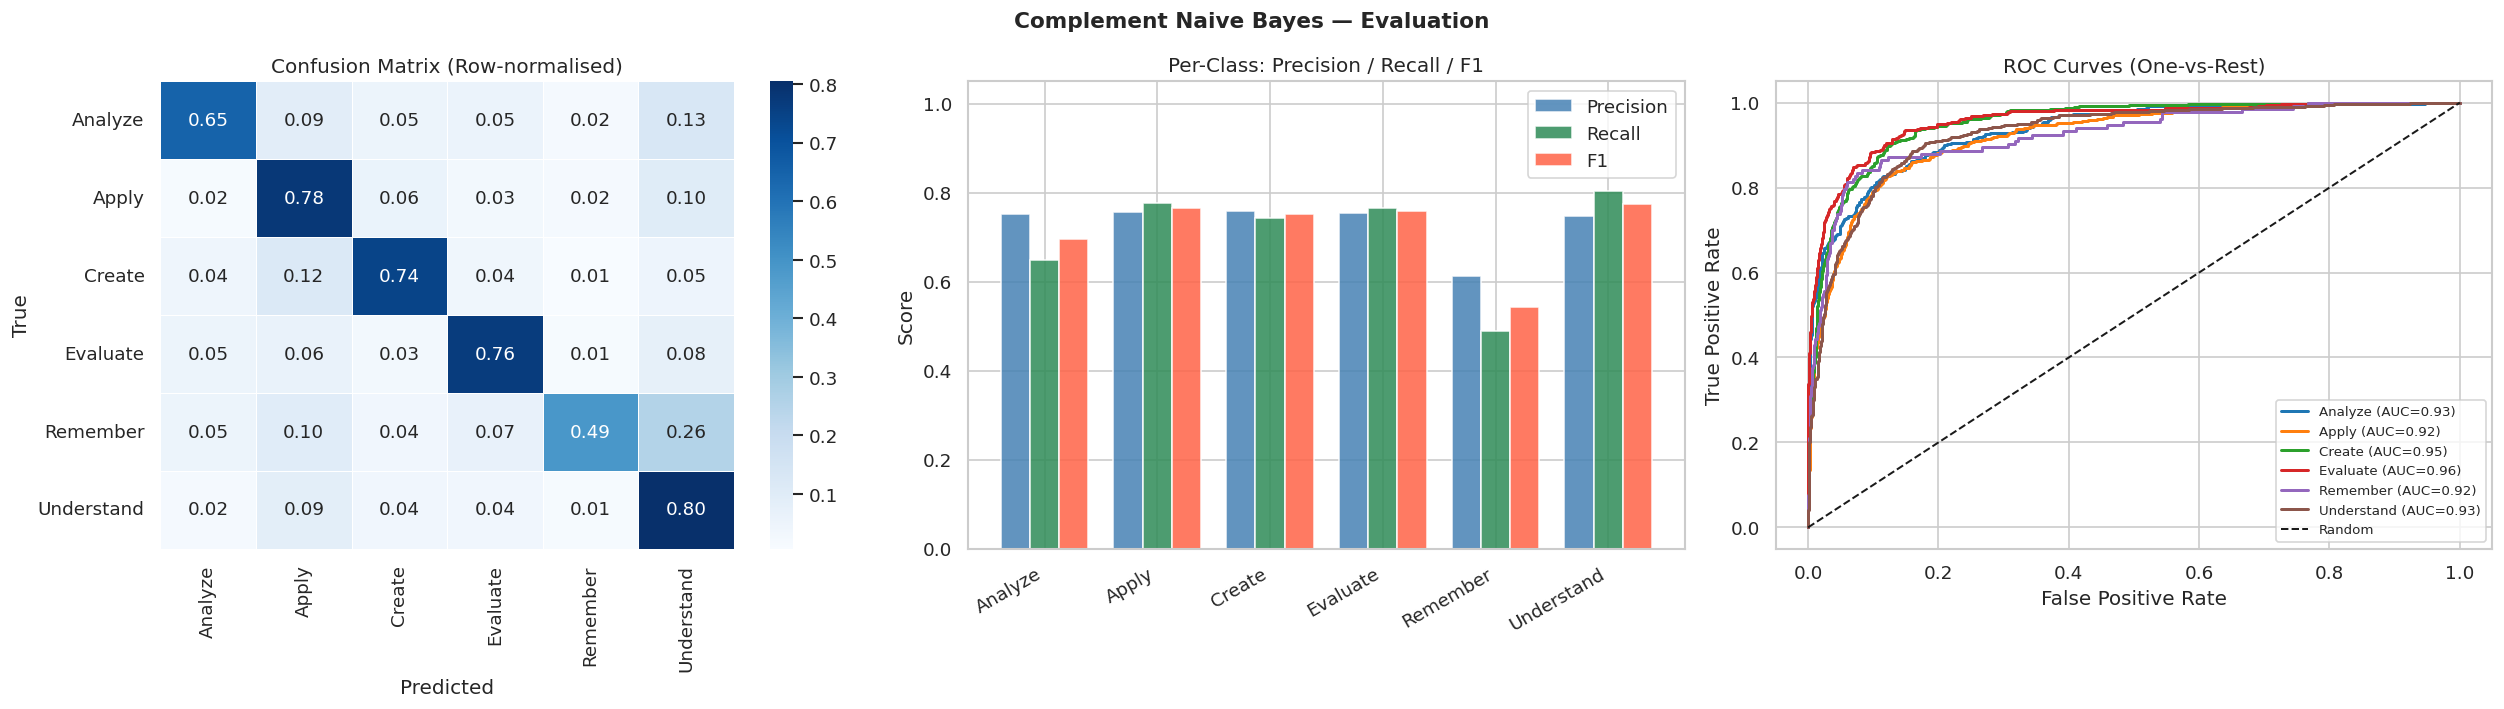 Complement Naive Bayes — Evaluation
Confusion Matrix (Row-normalised)
True
Analyze 0.65 0.09 0.05 0.05 0.02 0.13
Apply 0.02 0.78 0.06 0.03 0.02 0.10
Create 0.04 0.12 0.74 0.04 0.01 0.05
Evaluate 0.05 0.06 0.03 0.76 0.01 0.08
Remember 0.05 0.10 0.04 0.07 0.49 0.26
Understand 0.02 0.09 0.04 0.04 0.01 0.80
Analyze Apply Create Evaluate Remember Understand
Predicted
0.8
0.7
0.6
0.5
0.4
0.3
0.2
0.1
Per-Class: Precision / Recall / F1
Score
1.0
0.8
0.6
0.4
0.2
0.0
Precision
Recall
F1
Analyze Apply Create Evaluate Remember Understand
ROC Curves (One-vs-Rest)
True Positive Rate
1.0
0.8
0.6
0.4
0.2
0.0
Analyze (AUC=0.93)
Apply (AUC=0.92)
Create (AUC=0.95)
Evaluate (AUC=0.96)
Remember (AUC=0.92)
Understand (AUC=0.93)
Random
0.0 0.2 0.4 0.6 0.8 1.0
False Positive Rate